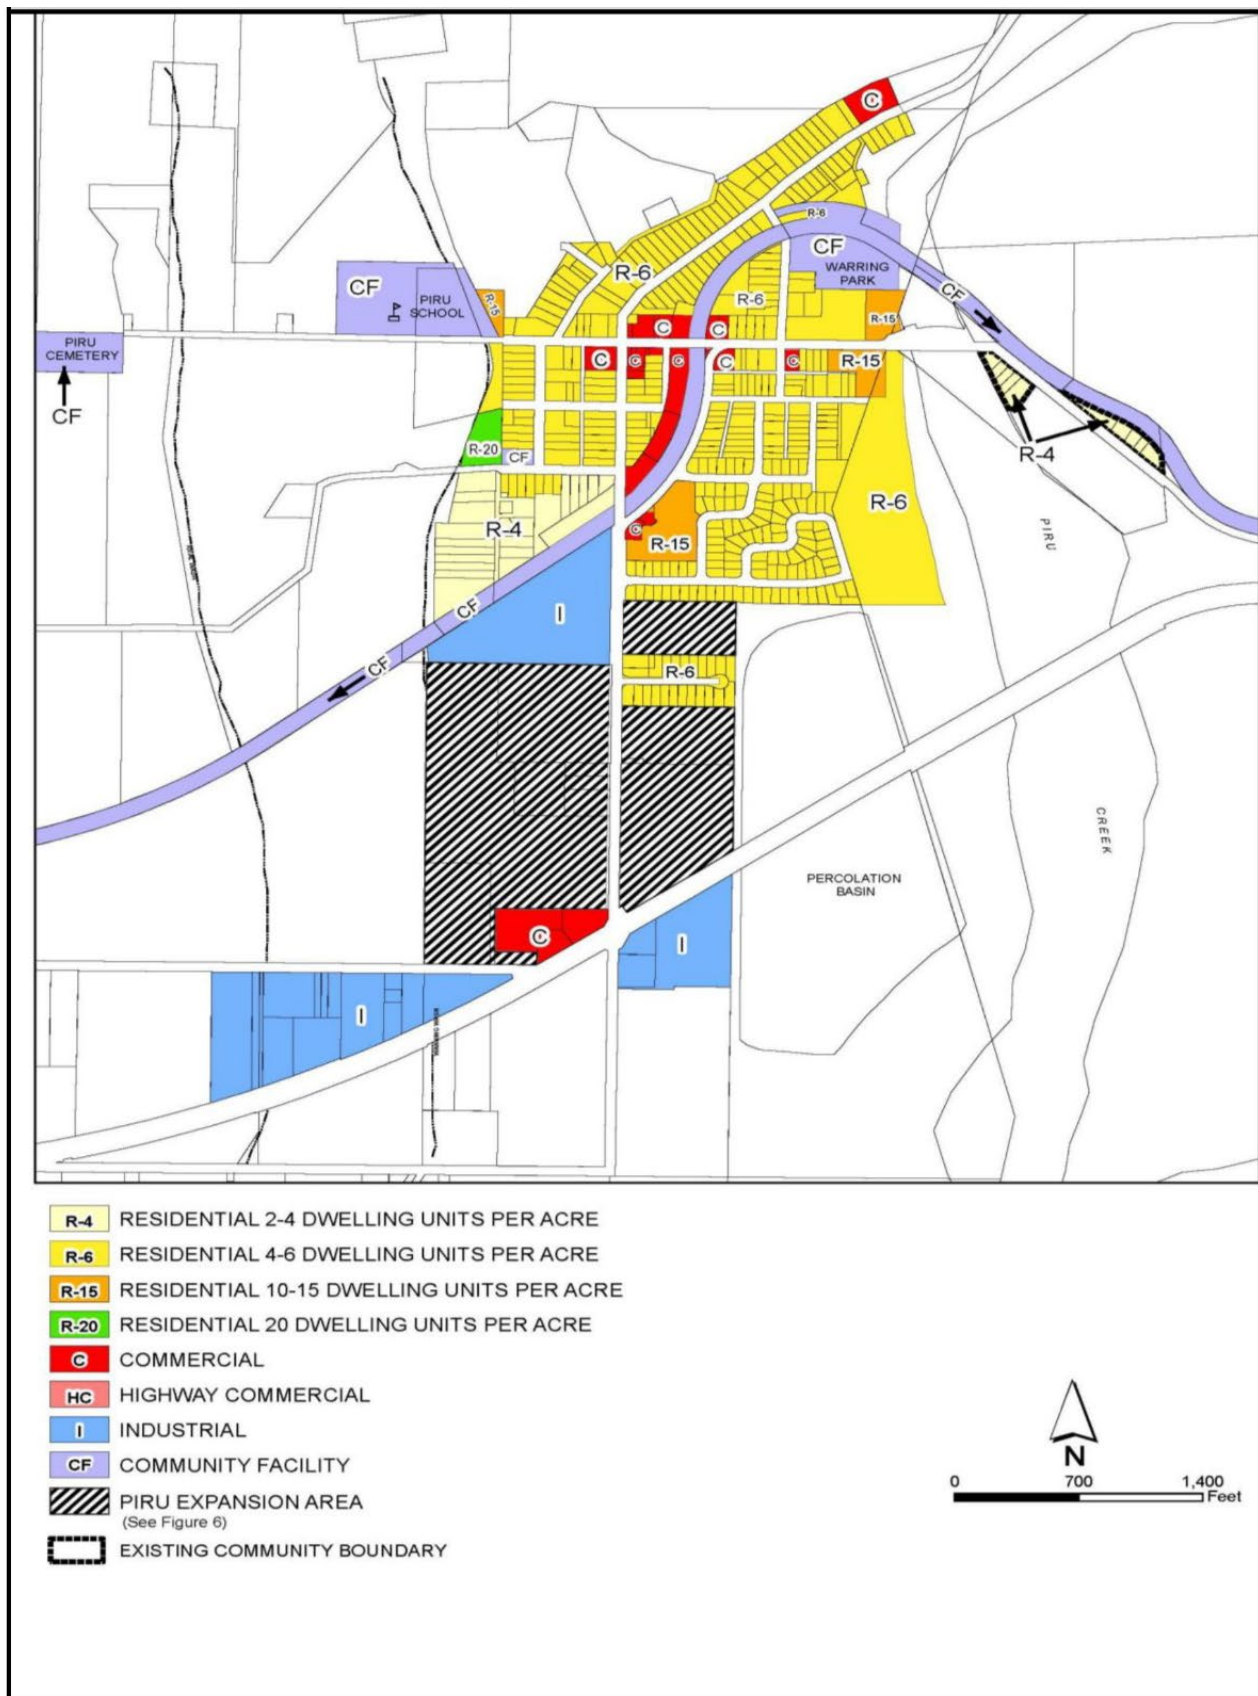 C
R-6
CF
R-6
CF
WARRING
PARK
CF
PIRU
SCHOOL
R-15
R-6
CF
R-15
C
C
PIRU
CEMETERY
C
C
C
C
C
R-15
CF
R-4
R-20
CF
R-4
R-6
C
R-15
PIRU
I
CF
CF
R-6
CREEK
PERCOLATION
BASIN
C
I
I
R-4 RESIDENTIAL 2-4 DWELLING UNITS PER ACRE
R-6 RESIDENTIAL 4-6 DWELLING UNITS PER ACRE
R-15 RESIDENTIAL 10-15 DWELLING UNITS PER ACRE
R-20 RESIDENTIAL 20 DWELLING UNITS PER ACRE
C COMMERCIAL
HC HIGHWAY COMMERCIAL
I INDUSTRIAL
CF COMMUNITY FACILITY
PIRU EXPANSION AREA
(See Figure 6)
EXISTING COMMUNITY BOUNDARY
N
0 700 1,400
Feet